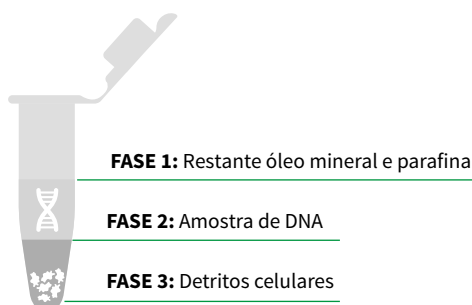 FASE 1: Restante óleo mineral e parafina
FASE 2: Amostra de DNA
FASE 3: Detritos celulares